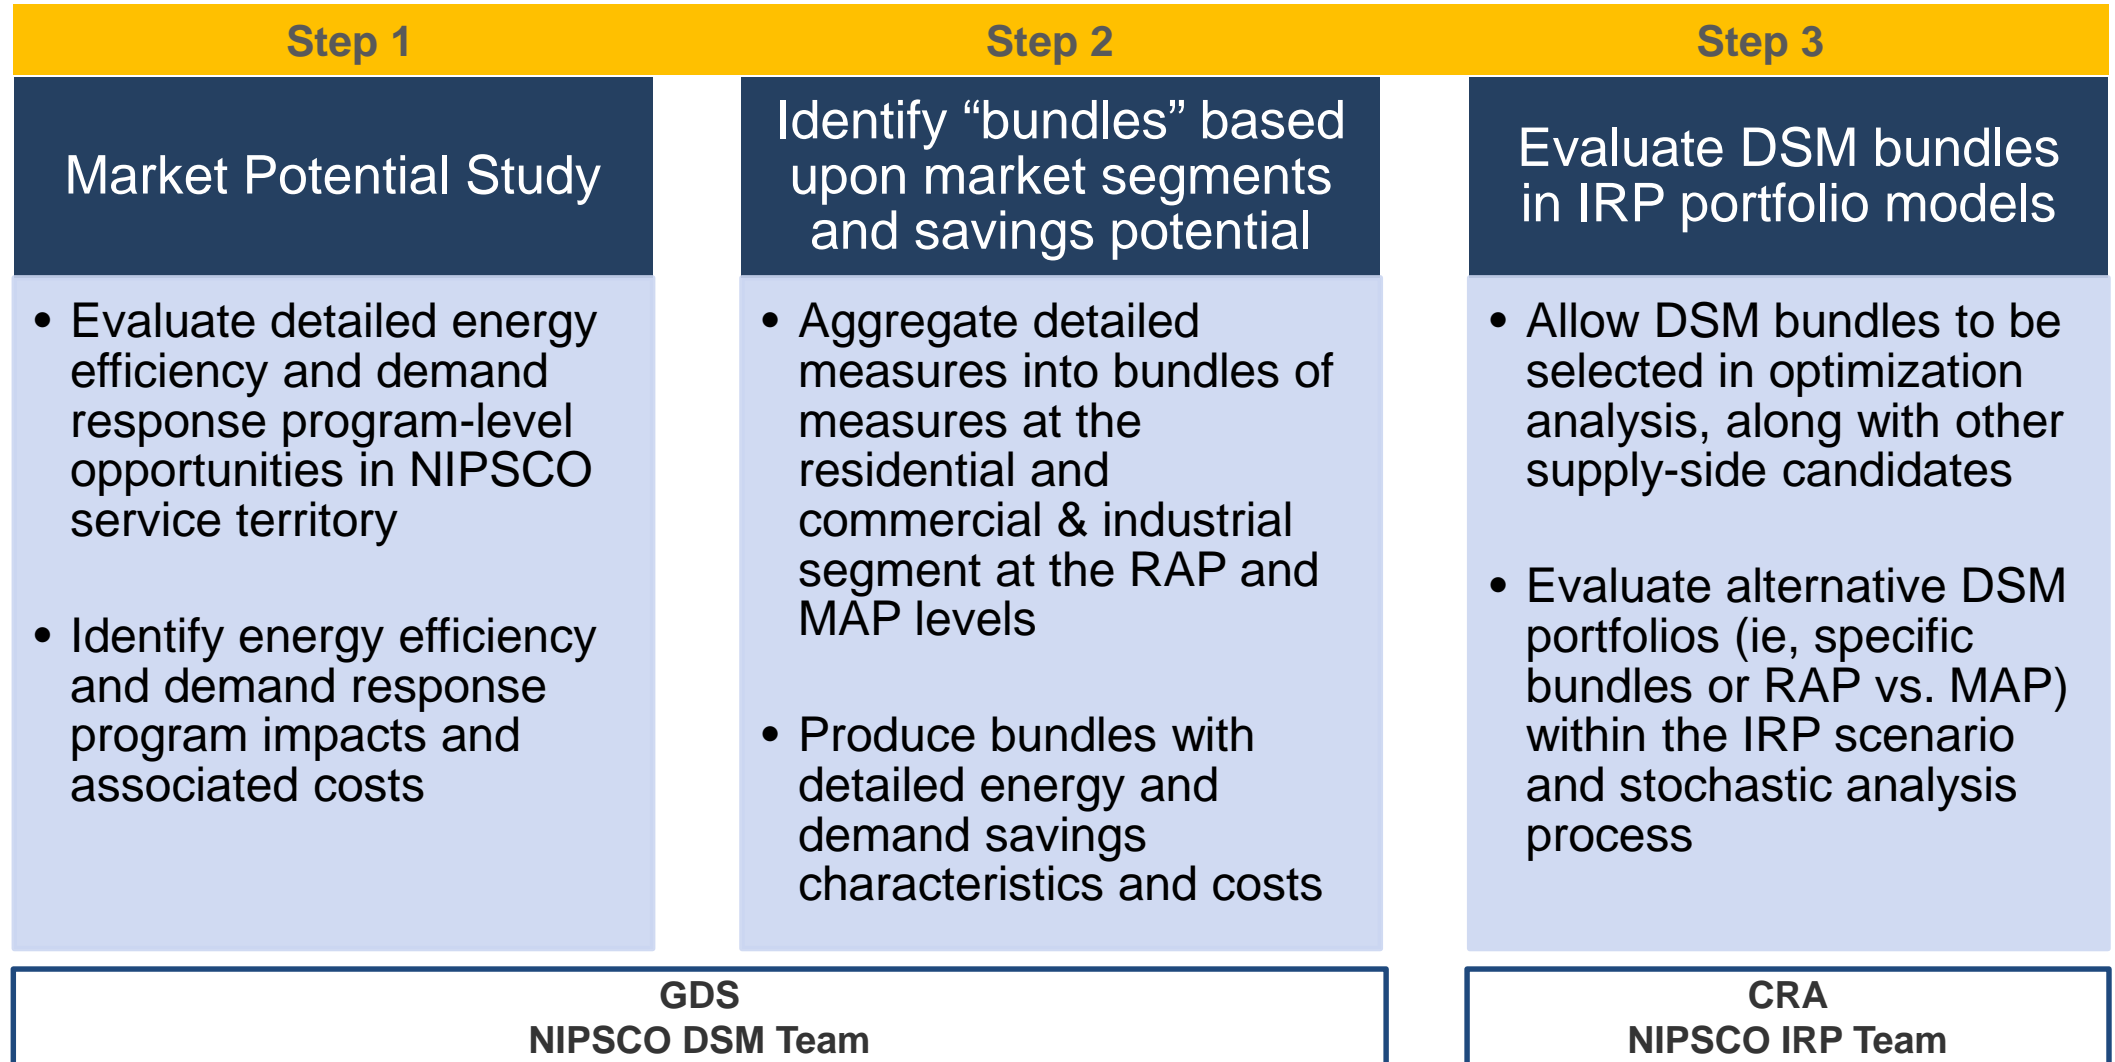 Step 1
Step 2
Step 3
Market Potential Study
• Evaluate detailed energy
efficiency and demand
response program-level
opportunities in NIPSCO
service territory
• Identify energy efficiency
and demand response
program impacts and
associated costs
Identify “bundles” based
upon market segments
and savings potential
• Aggregate detailed
measures into bundles of
measures at the
residential and
commercial & industrial
segment at the RAP and
MAP levels
• Produce bundles with
detailed energy and
demand savings
characteristics and costs
Evaluate DSM bundles
in IRP portfolio models
• Allow DSM bundles to be
selected in optimization
analysis, along with other
supply-side candidates
• Evaluate alternative DSM
portfolios (ie, specific
bundles or RAP vs. MAP)
within the IRP scenario
and stochastic analysis
process
GDS
NIPSCO DSM Team
CRA
NIPSCO IRP Team